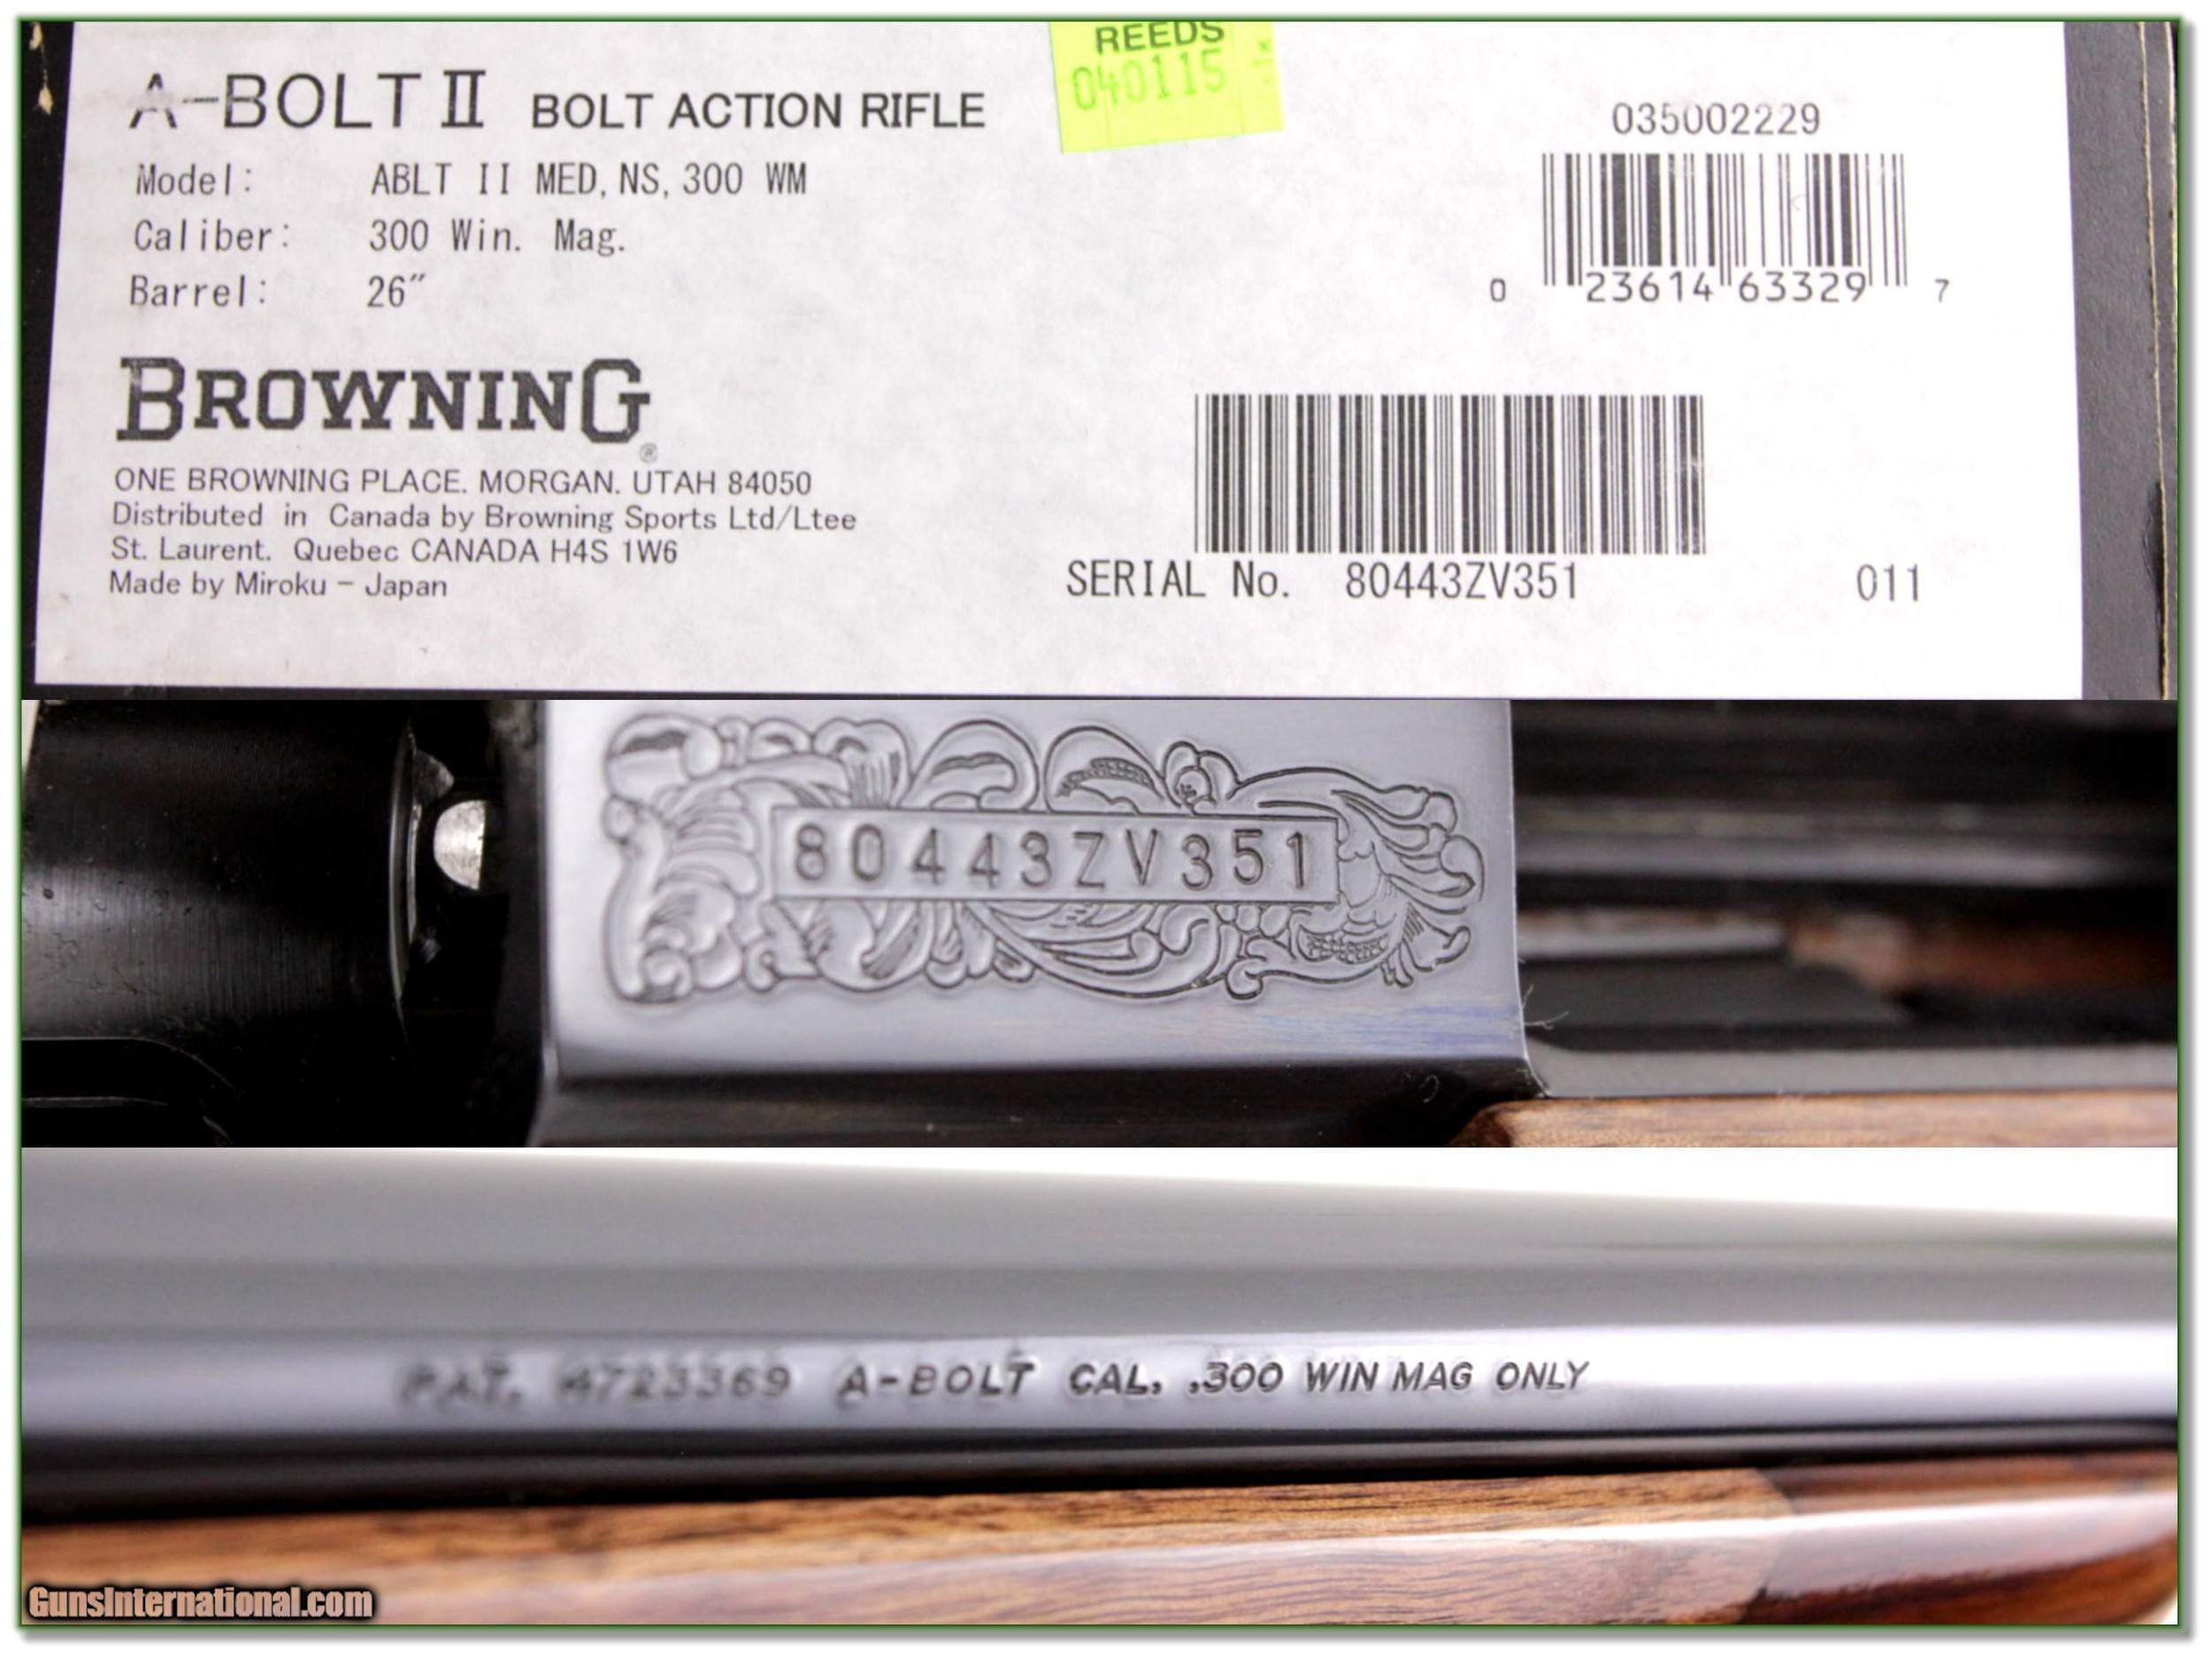 REEDS
040115
A-BOLT II BOLT ACTION RIFLE
035002229
Model: ABLT II MED, NS, 300 WM
Caliber: 300 Win. Mag.
Barrel: 26″
0 23614 63329 7
BROWNING®
ONE BROWNING PLACE. MORGAN. UTAH 84050
Distributed in Canada by Browning Sports Ltd/Ltee
St. Laurent. Quebec CANADA H4S 1W6
Made by Miroku - Japan
SERIAL No. 80443ZV351 011
80443ZV351
PAT. 4723369 A-BOLT CAL. .300 WIN MAG ONLY
GunsInternational.com